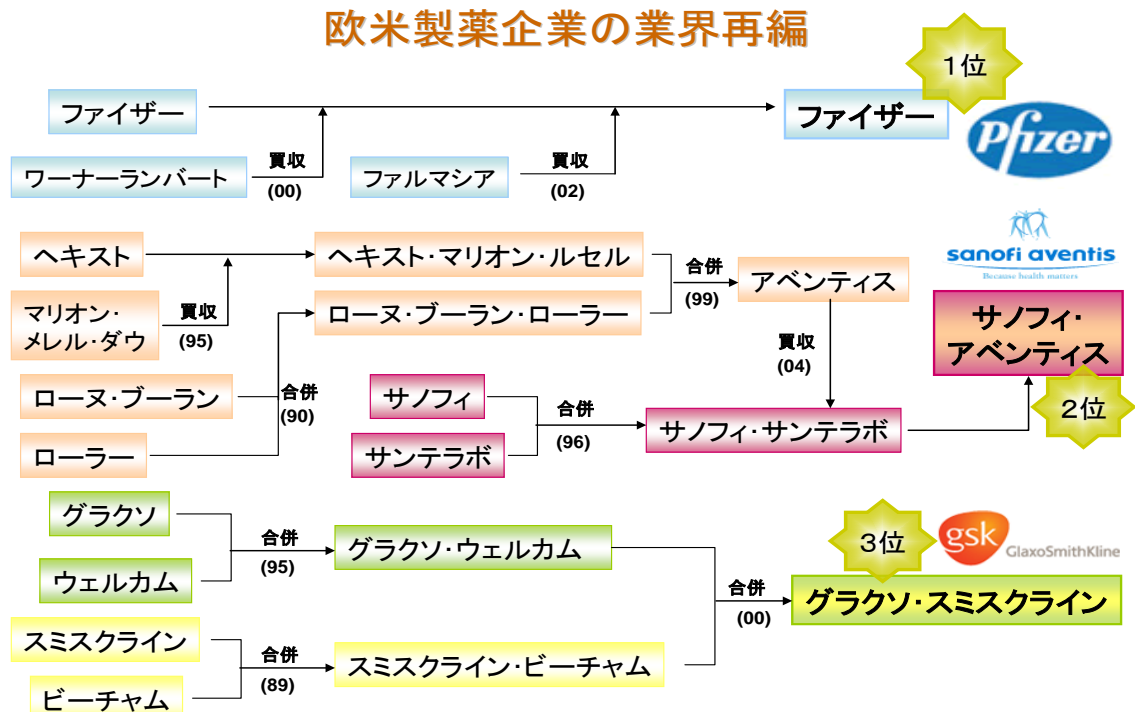 欧米製薬企業の業界再編
1位
ファイザー
ファイザー
Pfizer
ワーナーランバート
買収
(00)
ファルマシア
買収
(02)
sanofi aventis
Because health matters
ヘキスト
ヘキスト・マリオン・ルセル
合併
(99)
アベンティス
マリオン・
メレル・ダウ
買収
(95)
ローヌ・ブーラン・ローラー
サノフィ・
アベンティス
買収
(04)
ローヌ・ブーラン
合併
(90)
サノフィ
合併
(96)
サノフィ・サンテラボ
2位
ローラー
サンテラボ
グラクソ
合併
(95)
グラクソ・ウェルカム
3位
gsk
GlaxoSmithKline
ウェルカム
合併
(00)
グラクソ・スミスクライン
スミスクライン
合併
(89)
スミスクライン・ビーチャム
ビーチャム